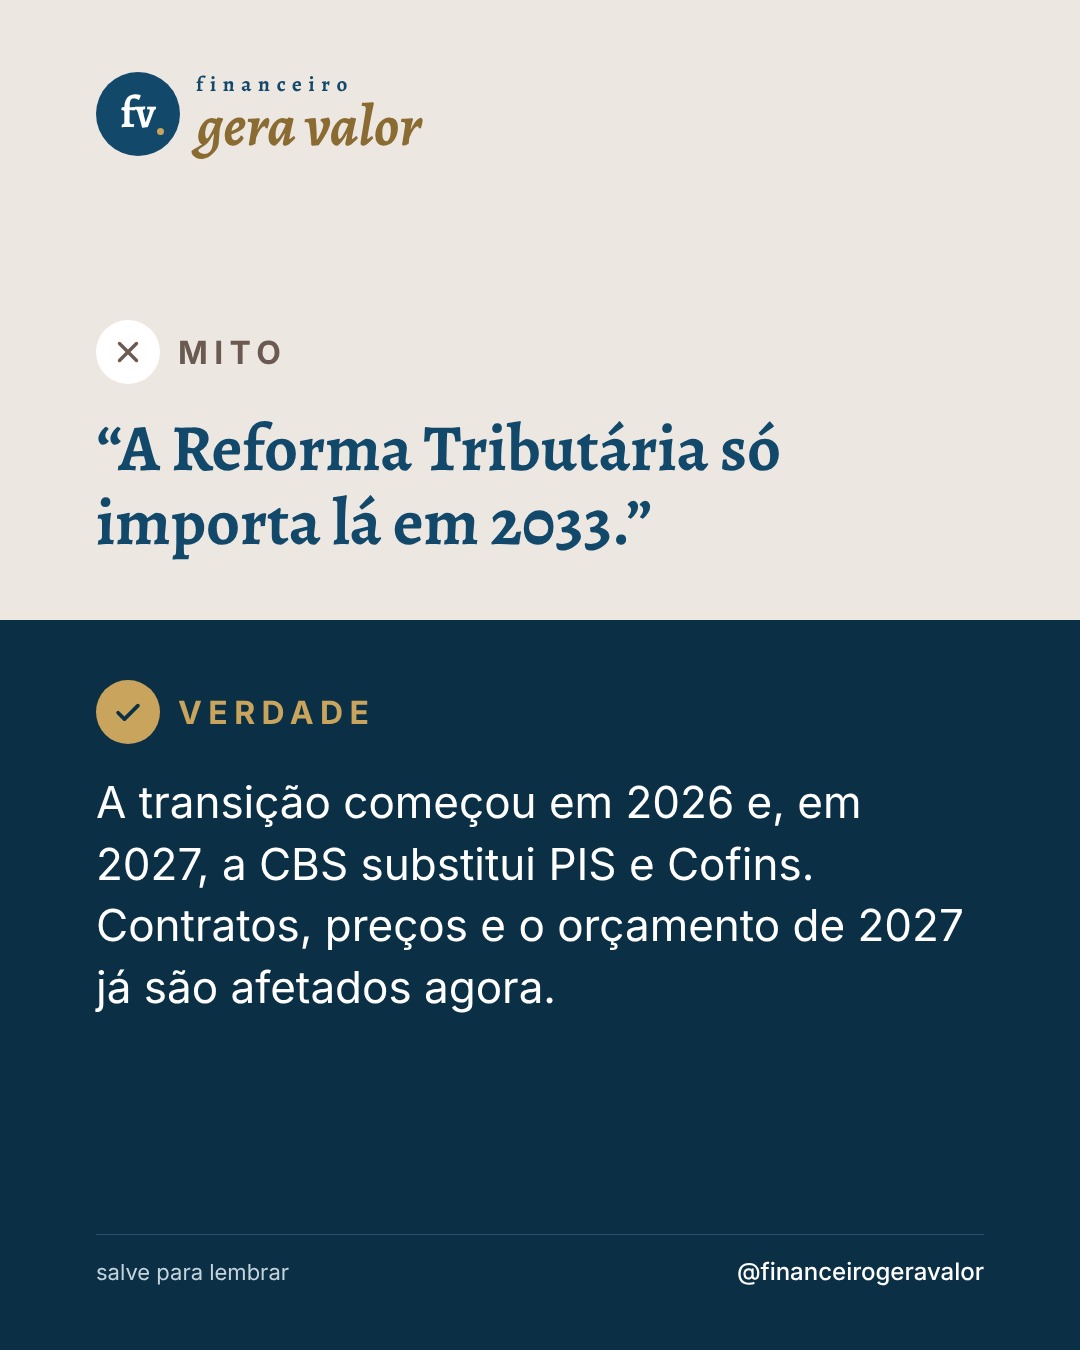 fv.
financeiro
gera valor
MITO
“A Reforma Tributária só
importa lá em 2033.”
VERDADE
A transição começou em 2026 e, em
2027, a CBS substitui PIS e Cofins.
Contratos, preços e o orçamento de 2027
já são afetados agora.
salve para lembrar
@financeirogeravalor